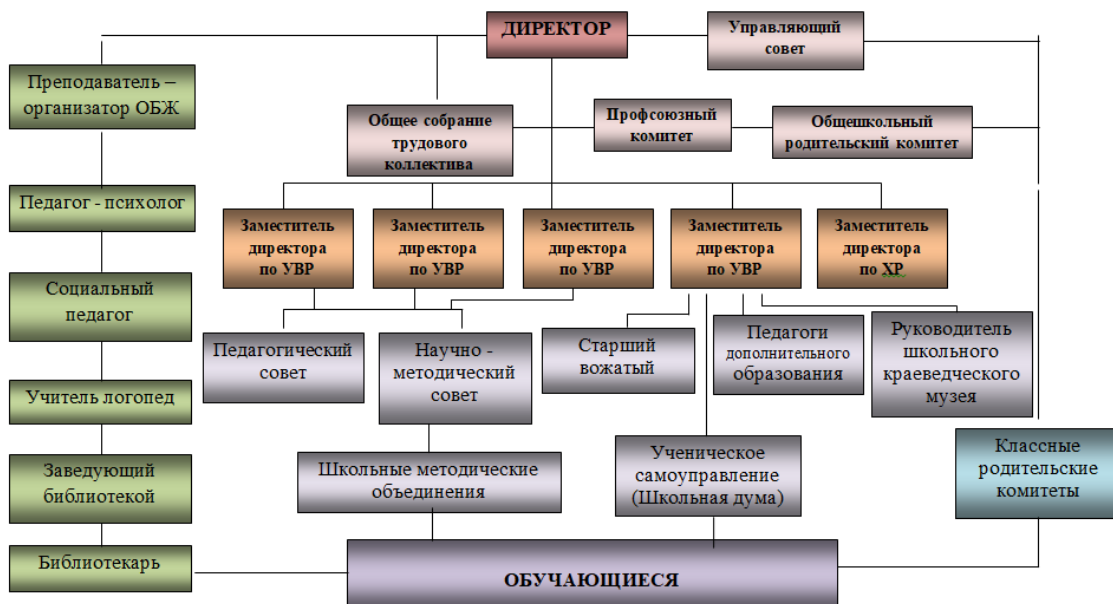 ДИРЕКТОР
Управляющий
совет
Преподаватель –
организатор ОБЖ
Общее собрание
трудового
коллектива
Профсоюзный
комитет
Общешкольный
родительский комитет
Педагог - психолог
Заместитель
директора
по УВР
Заместитель
директора
по УВР
Заместитель
директора
по УВР
Заместитель
директора
по УВР
Заместитель
директора
по ХР
Социальный
педагог
Педагогический
совет
Научно -
методический
совет
Старший
вожатый
Педагоги
дополнительного
образования
Руководитель
школьного
краеведческого
музея
Учитель логопед
Заведующий
библиотекой
Школьные методические
объединения
Ученическое
самоуправление
(Школьная дума)
Классные
родительские
комитеты
Библиотекарь
ОБУЧАЮЩИЕСЯ